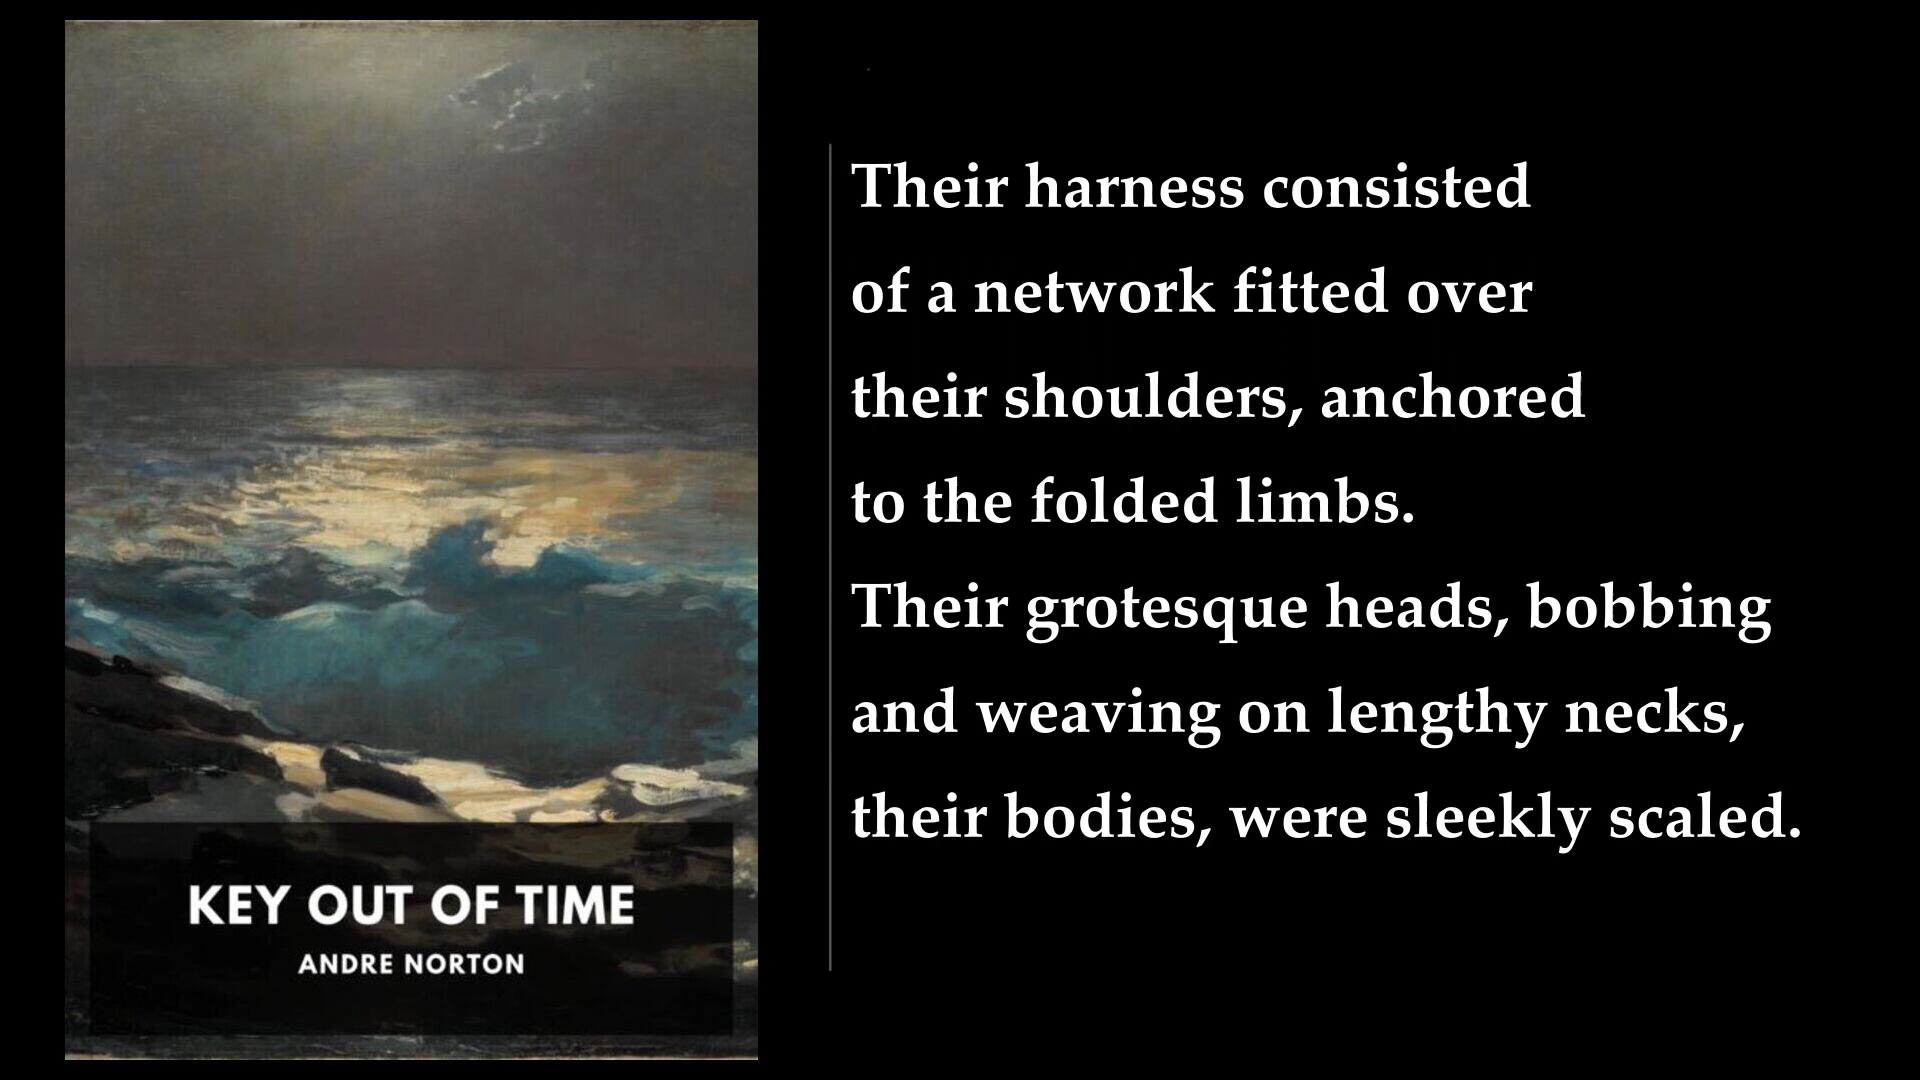 KEY OUT OF TIME
ANDRE NORTON
Their harness consisted
of a network fitted over
their shoulders, anchored
to the folded limbs.
Their grotesque heads, bobbing
and weaving on lengthy necks,
their bodies, were sleekly scaled.